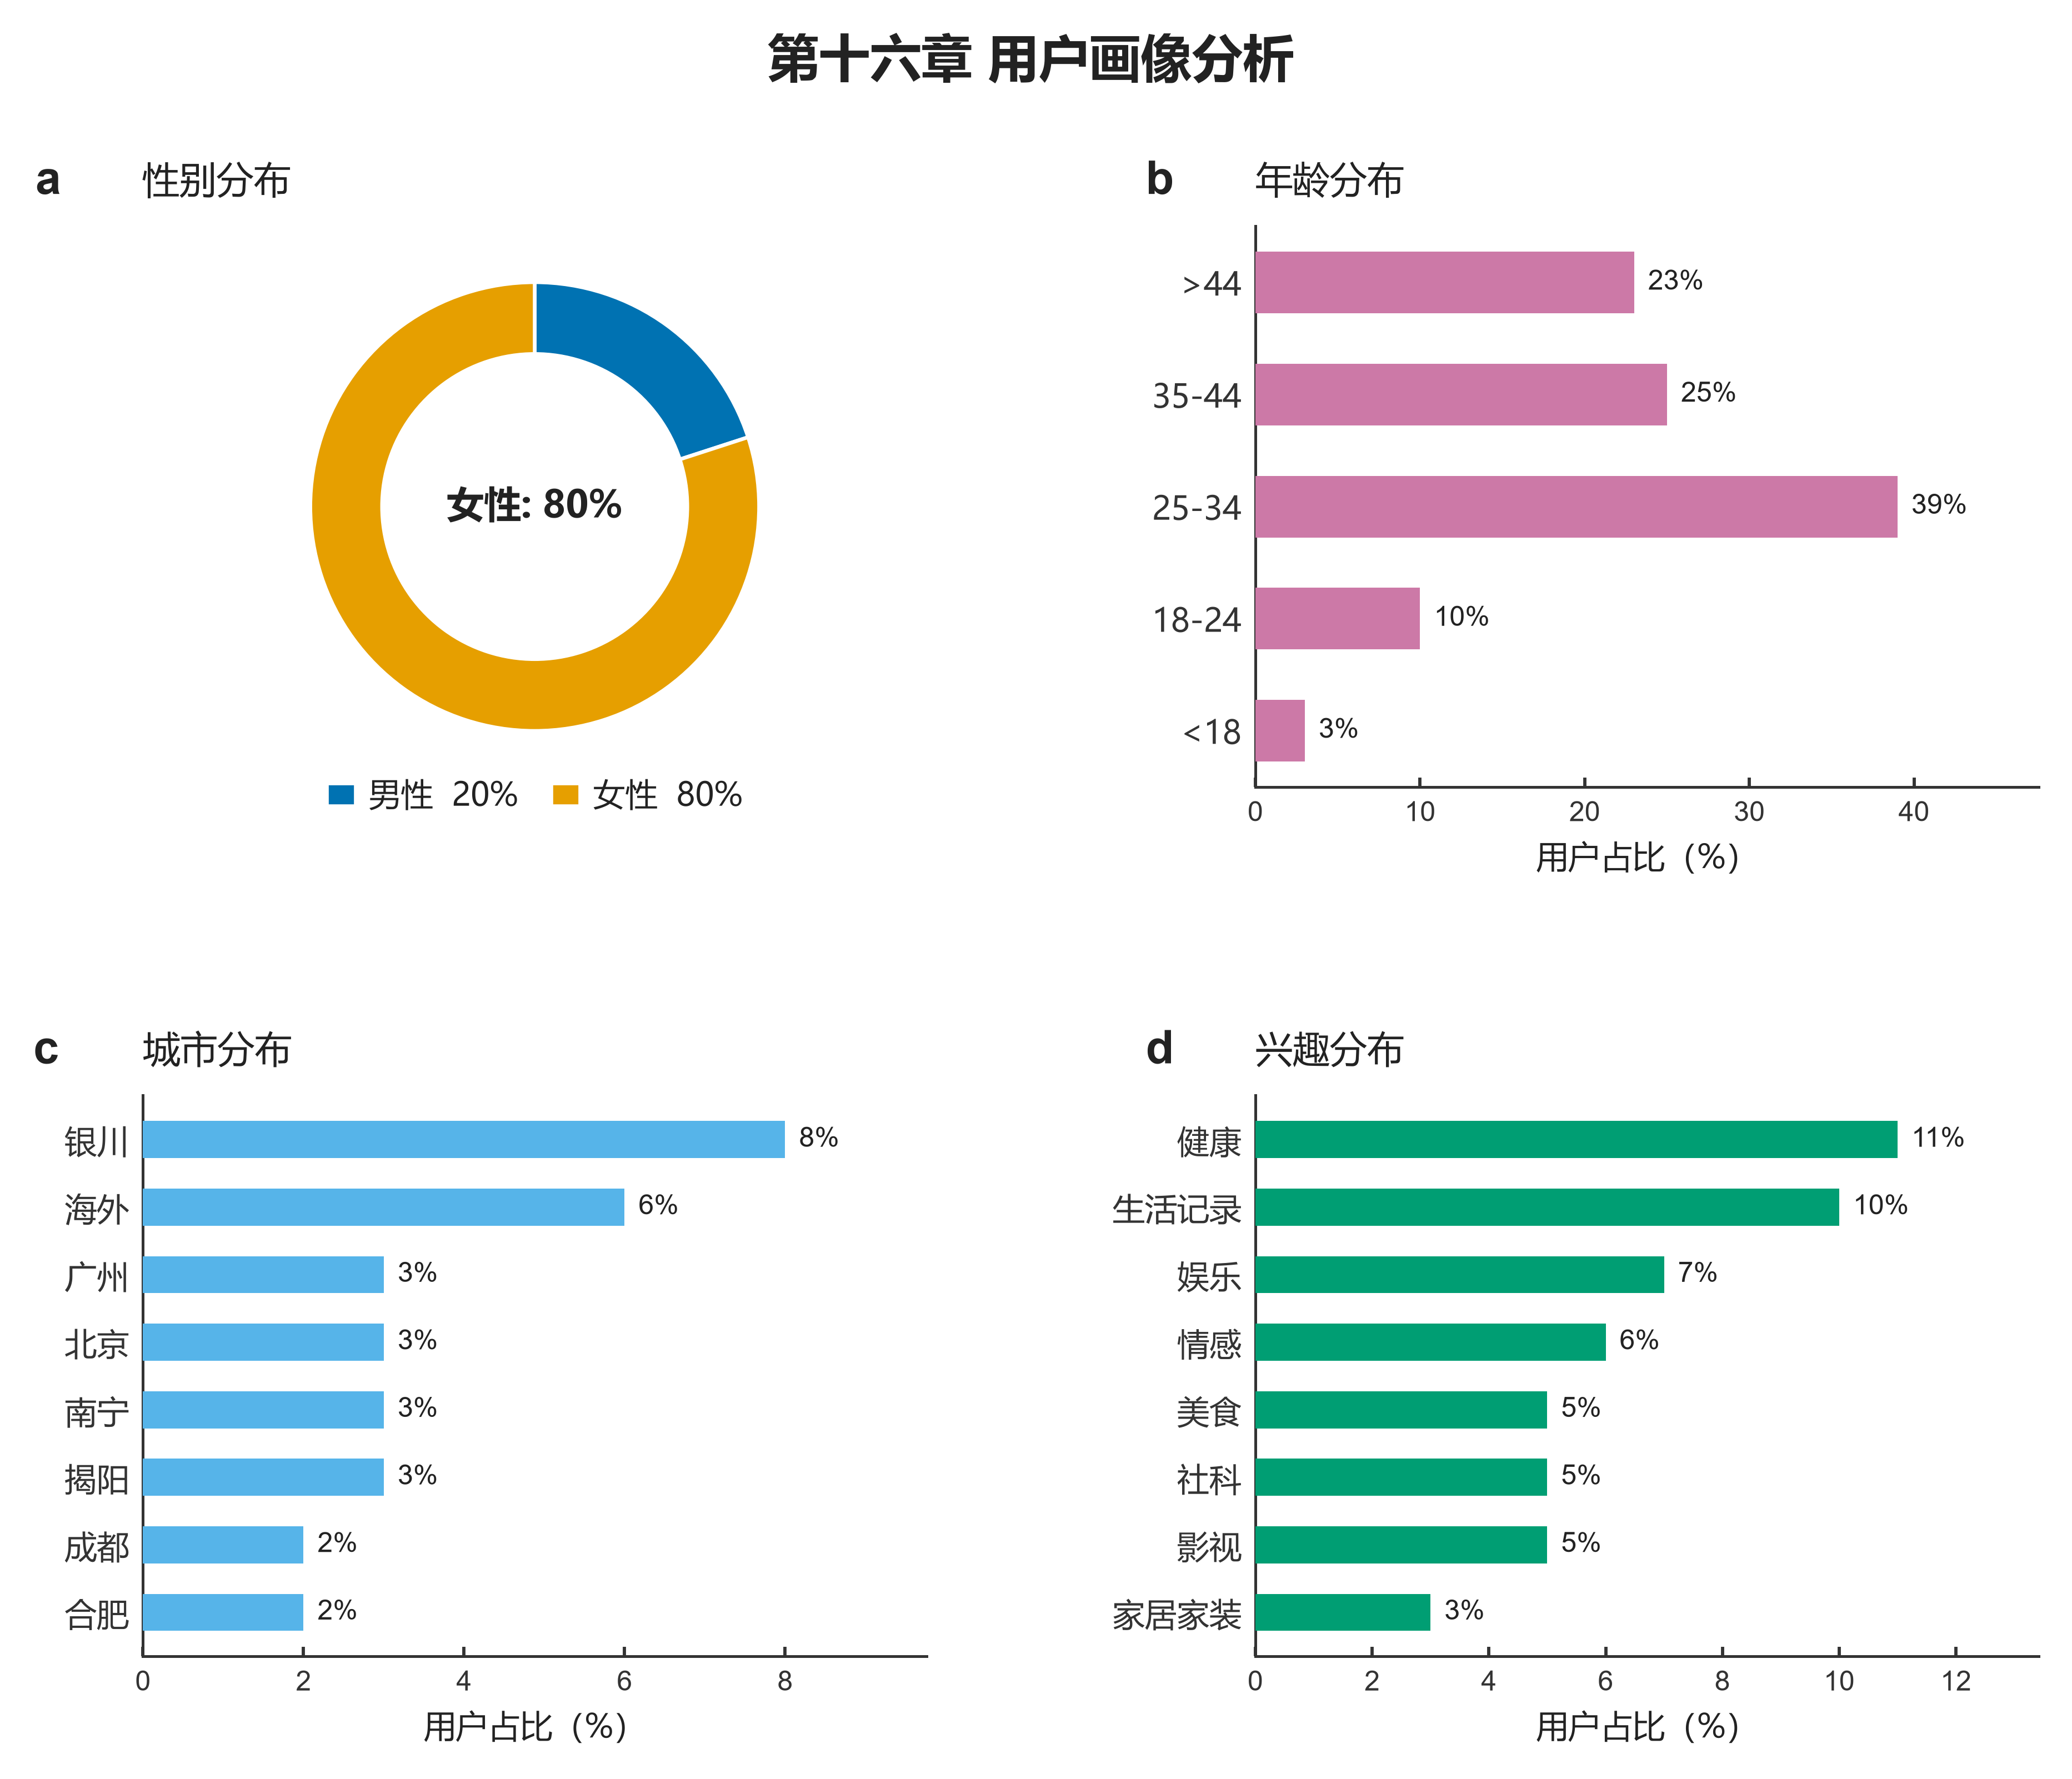 第十六章 用户画像分析
a 性别分布
女性: 80%
男性 20% 女性 80%
b 年龄分布
>44 23%
35-44 25%
25-34 39%
18-24 10%
<18 3%
0 10 20 30 40
用户占比（%）
c 城市分布
银川 8%
海外 6%
广州 3%
北京 3%
南宁 3%
揭阳 3%
成都 2%
合肥 2%
0 2 4 6 8
用户占比（%）
d 兴趣分布
健康 11%
生活记录 10%
娱乐 7%
情感 6%
美食 5%
社科 5%
影视 5%
家居家装 3%
0 2 4 6 8 10 12
用户占比（%）